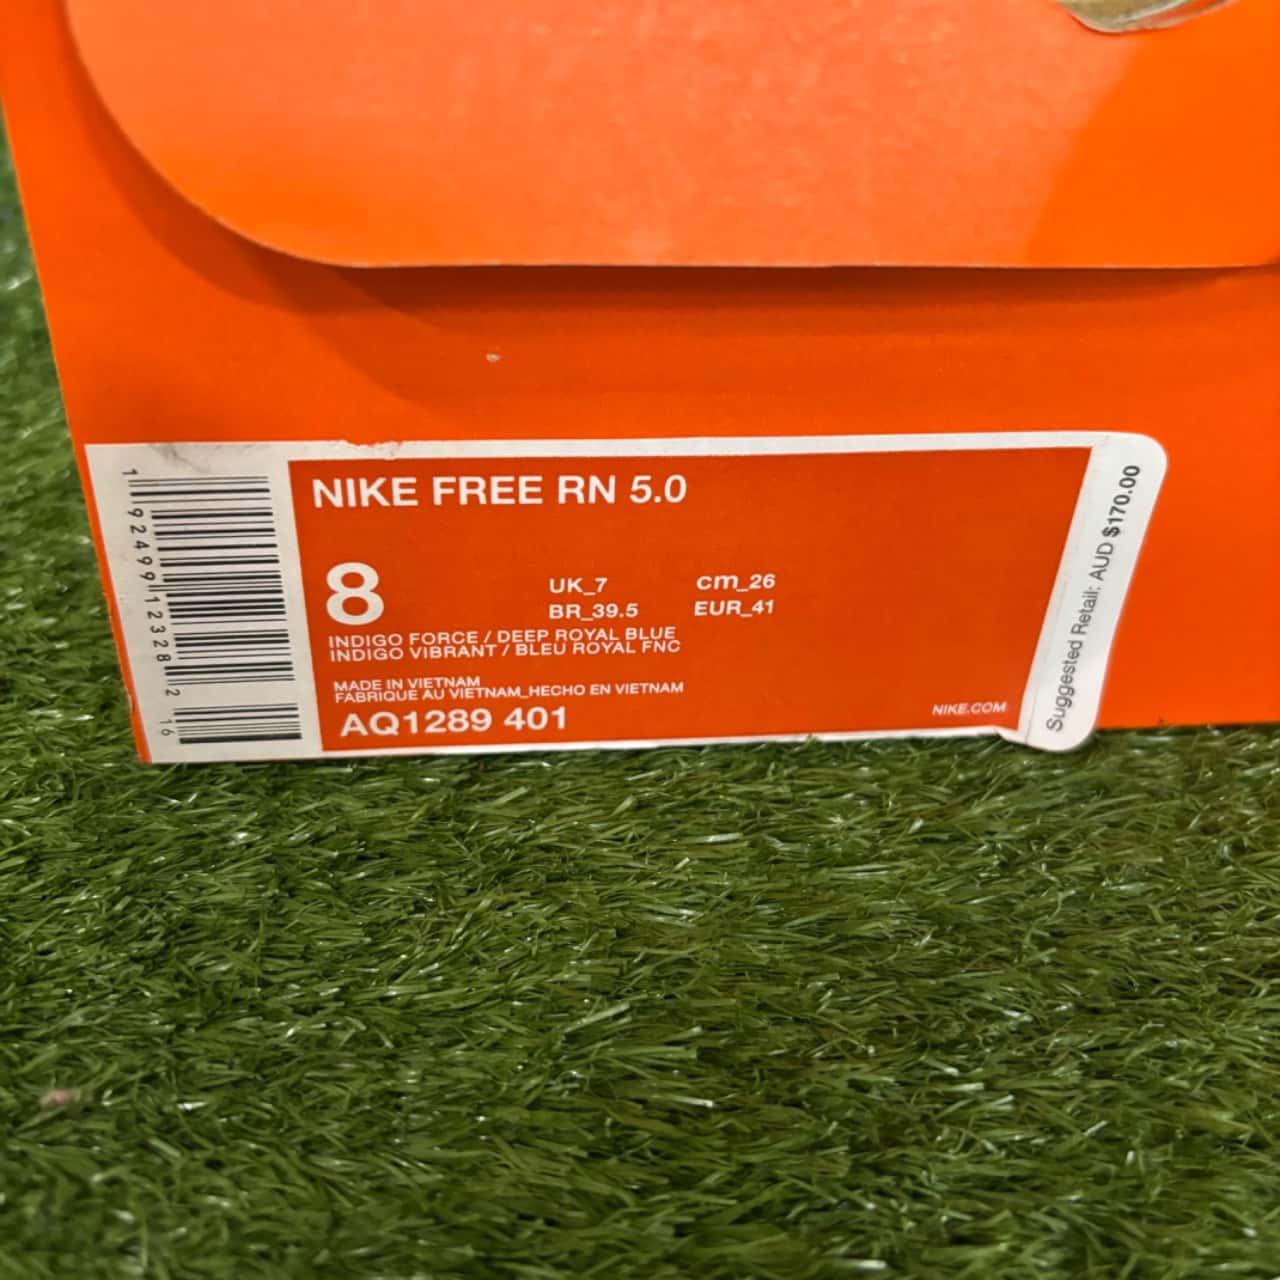 NIKE FREE RN 5.0
8
UK_7 cm_26
BR_39.5 EUR_41
INDIGO FORCE / DEEP ROYAL BLUE
INDIGO VIBRANT / BLEU ROYAL FNC
MADE IN VIETNAM
FABRIQUE AU VIETNAM_HECHO EN VIETNAM
AQ1289 401
NIKE.COM
1 92499 12328 2 16
Suggested Retail: AUD $170.00